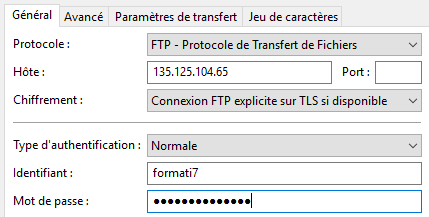 Général Avancé Paramètres de transfert Jeu de caractères
Protocole : FTP - Protocole de Transfert de Fichiers
Hôte : 135.125.104.65 Port :
Chiffrement : Connexion FTP explicite sur TLS si disponible
Type d'authentification : Normale
Identifiant : formati7
Mot de passe : ●●●●●●●●●●●●●●